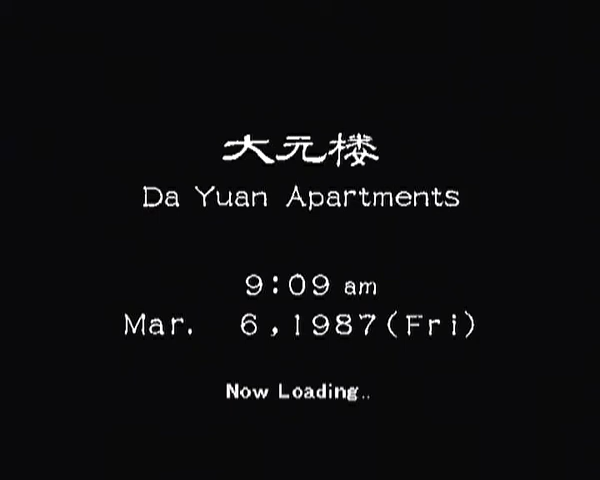 大元楼
Da Yuan Apartments
9:09 am
Mar. 6,1987(Fri)
Now Loading..